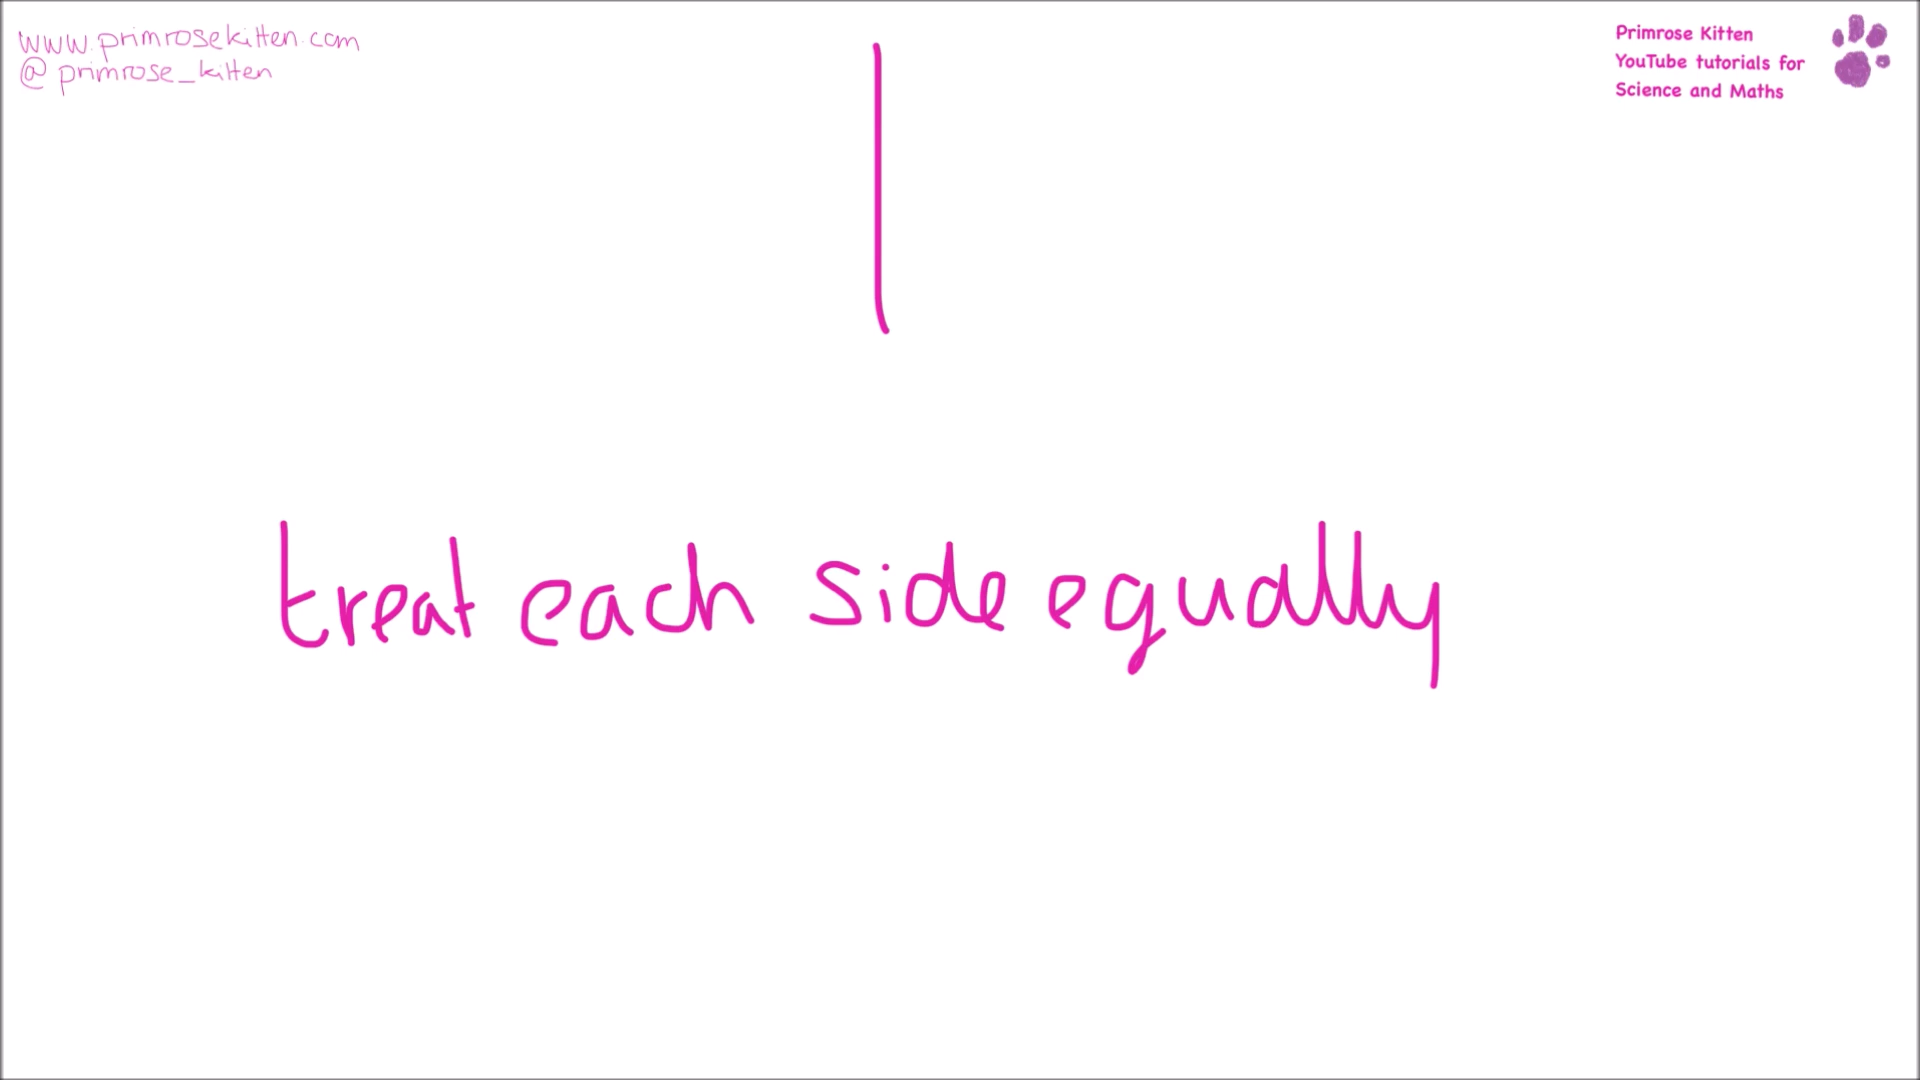 www.primrosekitten.com
@primrose_kitten
Primrose Kitten
YouTube tutorials for
Science and Maths
treat each side equally